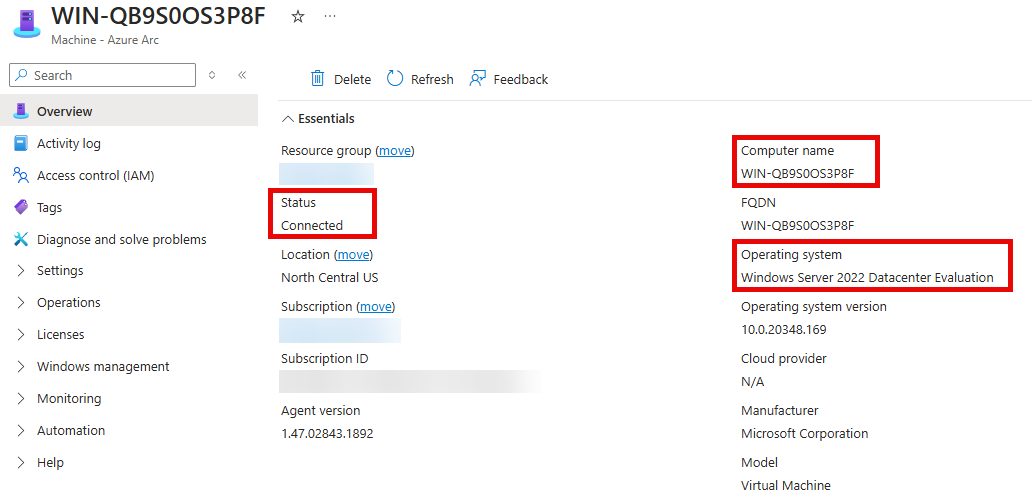 WIN-QB9S0OS3P8F
Machine - Azure Arc
Search
Delete Refresh Feedback
Overview
Activity log
Access control (IAM)
Tags
Diagnose and solve problems
Settings
Operations
Licenses
Windows management
Monitoring
Automation
Help
Essentials
Resource group (move)
Status
Connected
Location (move)
North Central US
Subscription (move)
Subscription ID
Agent version
1.47.02843.1892
Computer name
WIN-QB9S0OS3P8F
FQDN
WIN-QB9S0OS3P8F
Operating system
Windows Server 2022 Datacenter Evaluation
Operating system version
10.0.20348.169
Cloud provider
N/A
Manufacturer
Microsoft Corporation
Model
Virtual Machine